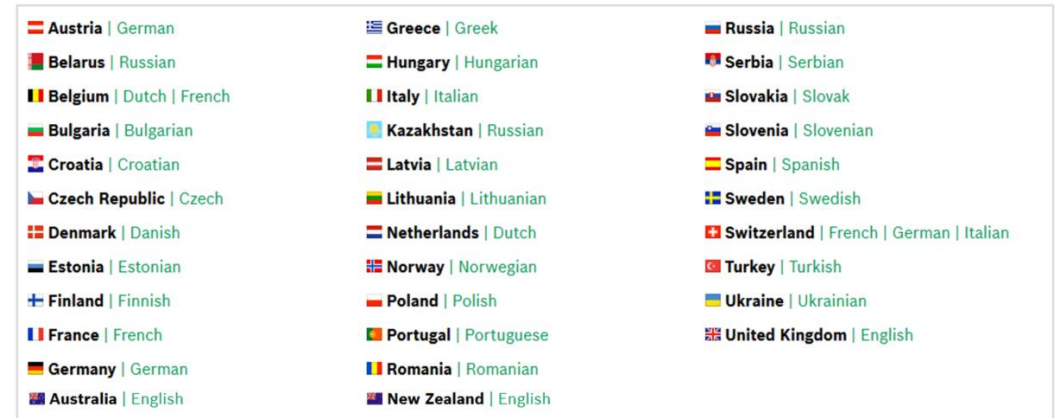 Austria | German
Belarus | Russian
Belgium | Dutch | French
Bulgaria | Bulgarian
Croatia | Croatian
Czech Republic | Czech
Denmark | Danish
Estonia | Estonian
Finland | Finnish
France | French
Germany | German
Australia | English
Greece | Greek
Hungary | Hungarian
Italy | Italian
Kazakhstan | Russian
Latvia | Latvian
Lithuania | Lithuanian
Netherlands | Dutch
Norway | Norwegian
Poland | Polish
Portugal | Portuguese
Romania | Romanian
New Zealand | English
Russia | Russian
Serbia | Serbian
Slovakia | Slovak
Slovenia | Slovenian
Spain | Spanish
Sweden | Swedish
Switzerland | French | German | Italian
Turkey | Turkish
Ukraine | Ukrainian
United Kingdom | English